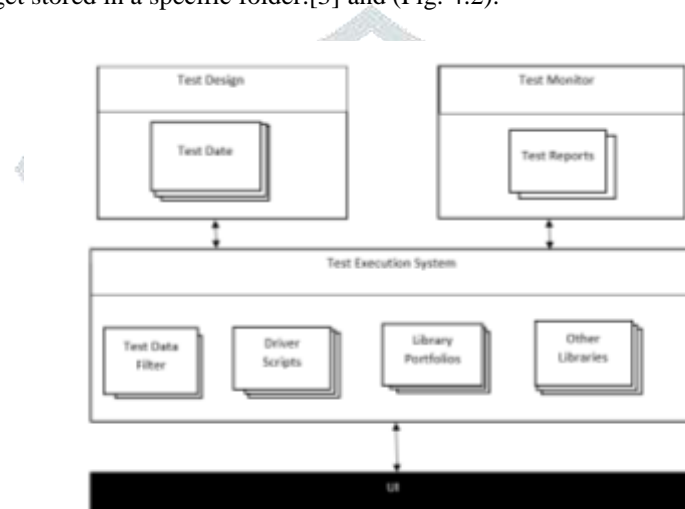 get stored in a specific folder.[3] and (Fig. 4.2).
Test Design
Test Monitor
Test Date
Test Reports
Test Execution System
Test Data
Filter
Driver
Scripts
Library
Portfolios
Other
Libraries
UI